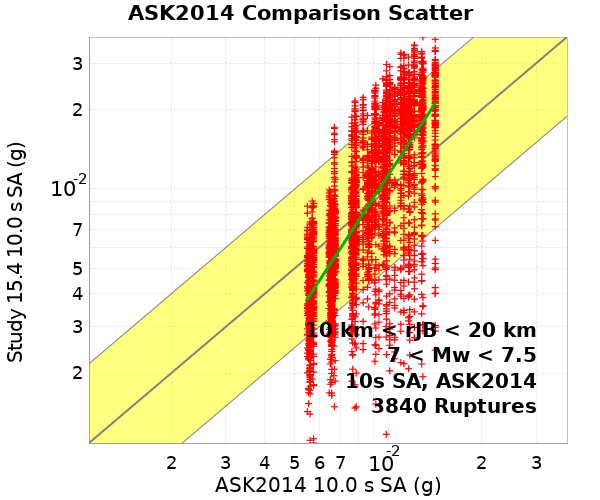 ASK2014 Comparison Scatter
3
2
10-2
7
5
4
3
2
Study 15.4 10.0 s SA (g)
10 km < rJB < 20 km
7 < Mw < 7.5
10s SA, ASK2014
3840 Ruptures
2 3 4 5 6 7 10-2 2 3
ASK2014 10.0 s SA (g)